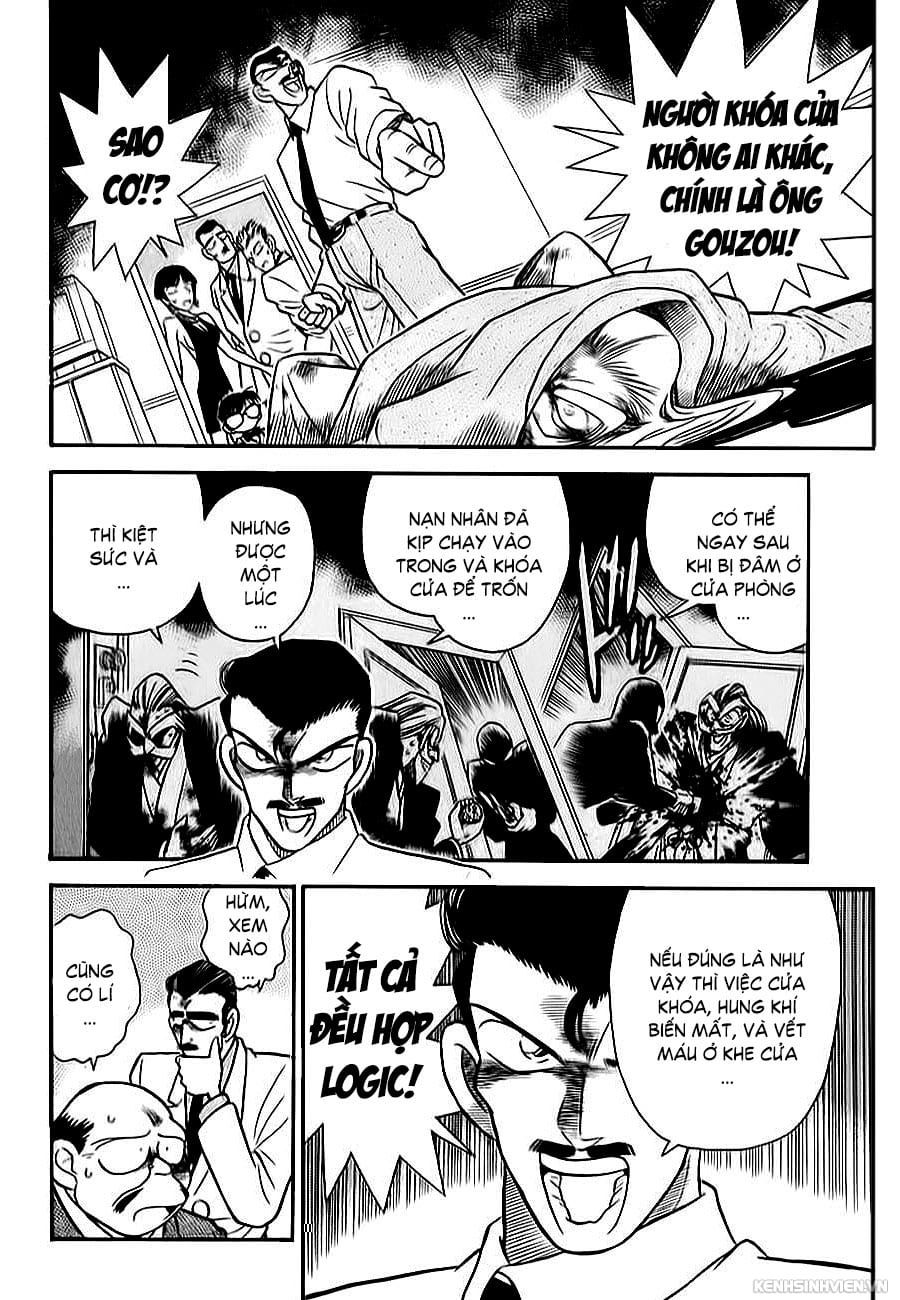 NGƯỜI KHÓA CỬA
KHÔNG AI KHÁC,
CHÍNH LÀ ÔNG
GOUZOU!
SAO
CƠ!?
CÓ THỂ
NGAY SAU
KHI BỊ ĐÂM Ở
CỬA PHÒNG
...
NẠN NHÂN ĐÃ
KỊP CHẠY VÀO
TRONG VÀ KHÓA
CỬA ĐỂ TRỐN
...
NHƯNG
ĐƯỢC
MỘT
LÚC
...
THÌ KIỆT
SỨC VÀ
...
NẾU ĐÚNG LÀ NHƯ
VẬY THÌ VIỆC CỬA
KHÓA, HUNG KHÍ
BIẾN MẤT, VÀ VẾT
MÁU Ở KHE CỬA
...
TẤT CẢ
ĐỀU HỢP
LOGIC!
HỪM,
XEM
NÀO
...
CŨNG
CÓ LÍ
...
KENHSINHVIEN.VN